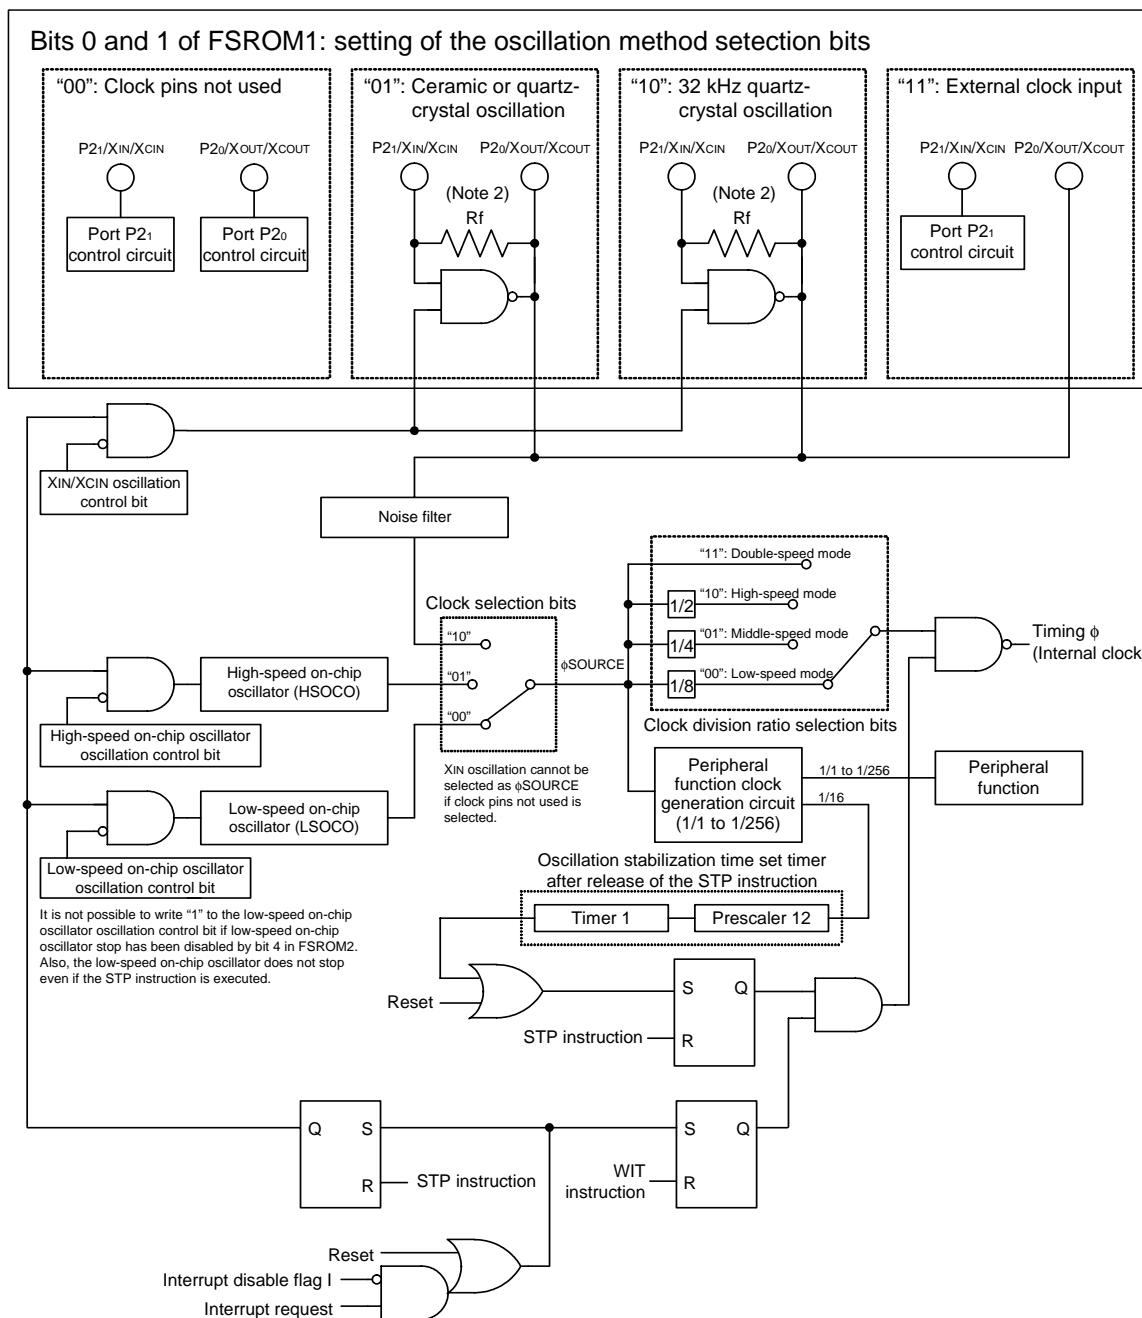 Bits 0 and 1 of FSROM1: setting of the oscillation method setection bits
“00”: Clock pins not used
“01”: Ceramic or quartz-
crystal oscillation
“10”: 32 kHz quartz-
crystal oscillation
“11”: External clock input
P21/XIN/XCIN
P20/XOUT/XCOUT
P21/XIN/XCIN
P20/XOUT/XCOUT
P21/XIN/XCIN
P20/XOUT/XCOUT
P21/XIN/XCIN
P20/XOUT/XCOUT
(Note 2)
Rf
(Note 2)
Rf
Port P21
control circuit
Port P20
control circuit
Port P21
control circuit
XIN/XCIN oscillation
control bit
Noise filter
Clock selection bits
“10”
“01”
“00”
ϕSOURCE
“11”: Double-speed mode
1/2
“10”: High-speed mode
1/4
“01”: Middle-speed mode
1/8
“00”: Low-speed mode
Clock division ratio selection bits
Timing ϕ
(Internal clock
High-speed on-chip
oscillator (HSOCO)
High-speed on-chip oscillator
oscillation control bit
XIN oscillation cannot be
selected as ϕSOURCE
if clock pins not used is
selected.
Peripheral
function clock
generation circuit
(1/1 to 1/256)
1/1 to 1/256
1/16
Peripheral
function
Low-speed on-chip
oscillator (LSOCO)
Low-speed on-chip oscillator
oscillation control bit
It is not possible to write “1” to the low-speed on-chip
oscillator oscillation control bit if low-speed on-chip
oscillator stop has been disabled by bit 4 in FSROM2.
Also, the low-speed on-chip oscillator does not stop
even if the STP instruction is executed.
Oscillation stabilization time set timer
after release of the STP instruction
Timer 1
Prescaler 12
Reset
STP instruction
S
Q
R
Q
S
R
STP instruction
S
Q
R
WIT
instruction
Reset
Interrupt disable flag I
Interrupt request